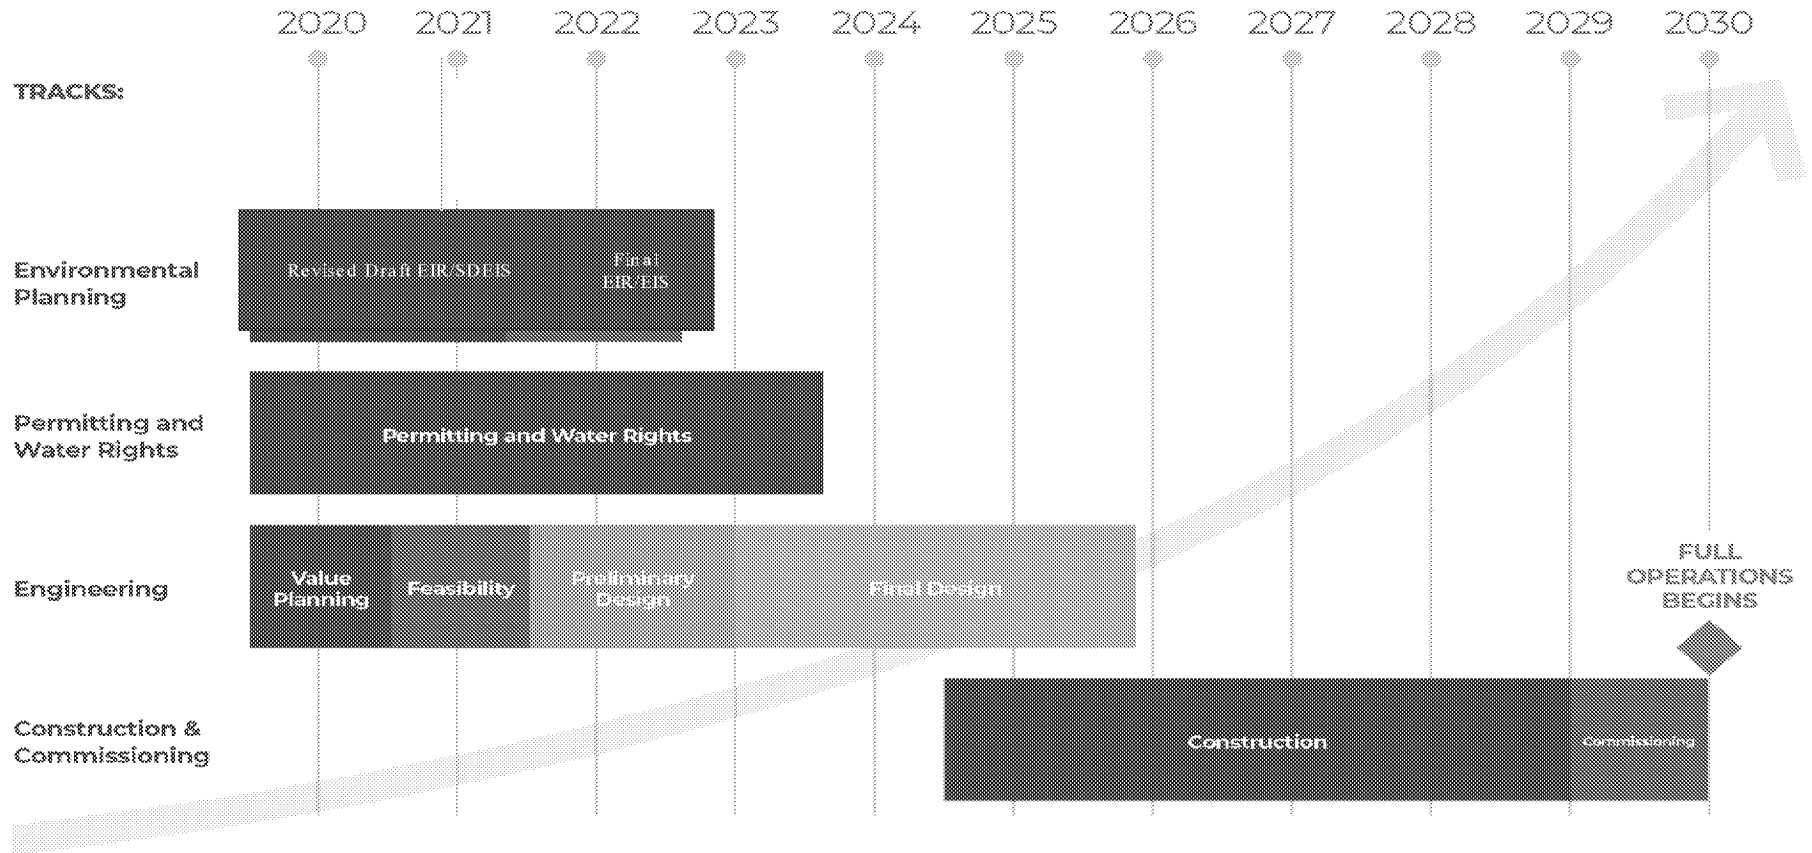 2020 2021 2022 2023 2024 2025 2026 2027 2028 2029 2030
TRACKS:
Environmental
Planning
Revised Draft EIR/SDEIS
Final
EIR/EIS
Permitting and
Water Rights
Permitting and Water Rights
Engineering
Value
Planning
Feasibility
Preliminary
Design
Final Design
FULL
OPERATIONS
BEGINS
Construction &
Commissioning
Construction
Commissioning